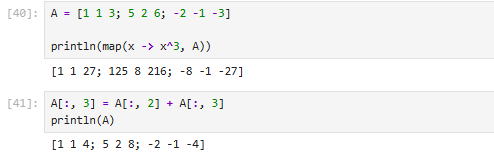 [40]: A = [1 1 3; 5 2 6; -2 -1 -3]
println(map(x -> x^3, A))
[1 1 27; 125 8 216; -8 -1 -27]
[41]: A[:, 3] = A[:, 2] + A[:, 3]
println(A)
[1 1 4; 5 2 8; -2 -1 -4]